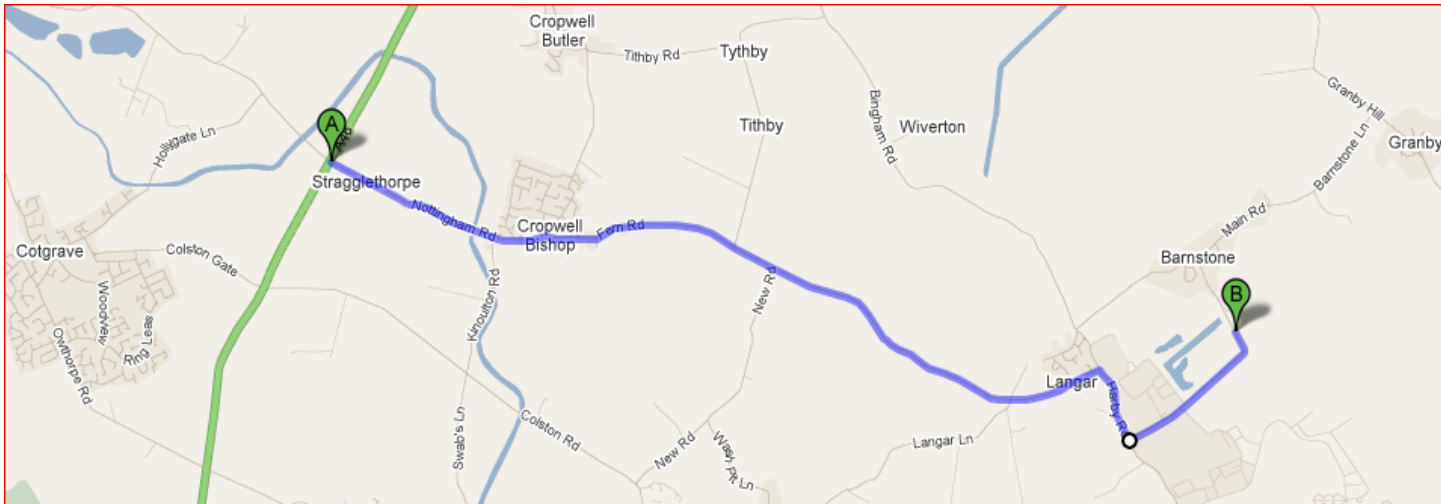 Cropwell
Butler
Tithby Rd
Tythby
Hollygate Ln
A
A46
Tithby
Bingham Rd
Wiverton
Granby Hill
Granby
Barnstone Ln
Stragglethorpe
Nottingham Rd
Cropwell
Bishop
Fern Rd
Main Rd
Barnstone
Cotgrave
Colston Gate
Woodview
Ring Leas
Owthorpe Rd
Kinoulton Rd
New Rd
B
Langar
Harby Rd
Swab's Ln
Colston Rd
New Rd
Wash Pit Ln
Langar Ln